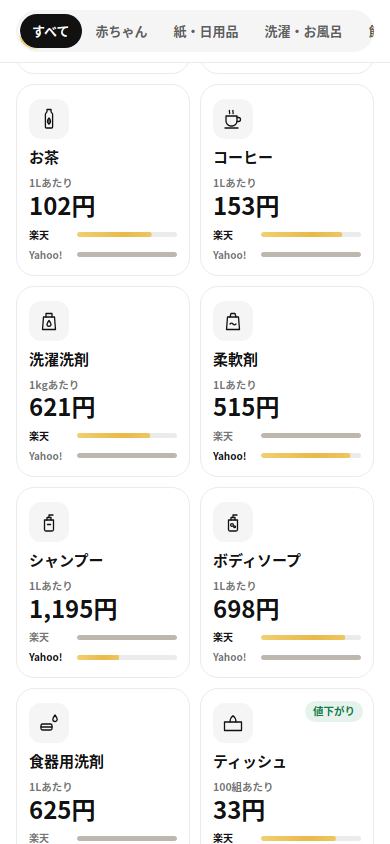 すべて 赤ちゃん 紙・日用品 洗濯・お風呂
お茶
1Lあたり
102円
楽天
Yahoo!
コーヒー
1Lあたり
153円
楽天
Yahoo!
洗濯洗剤
1kgあたり
621円
楽天
Yahoo!
柔軟剤
1Lあたり
515円
楽天
Yahoo!
シャンプー
1Lあたり
1,195円
楽天
Yahoo!
ボディソープ
1Lあたり
698円
楽天
Yahoo!
食器用洗剤
1Lあたり
625円
楽天
値下がり
ティッシュ
100組あたり
33円
楽天